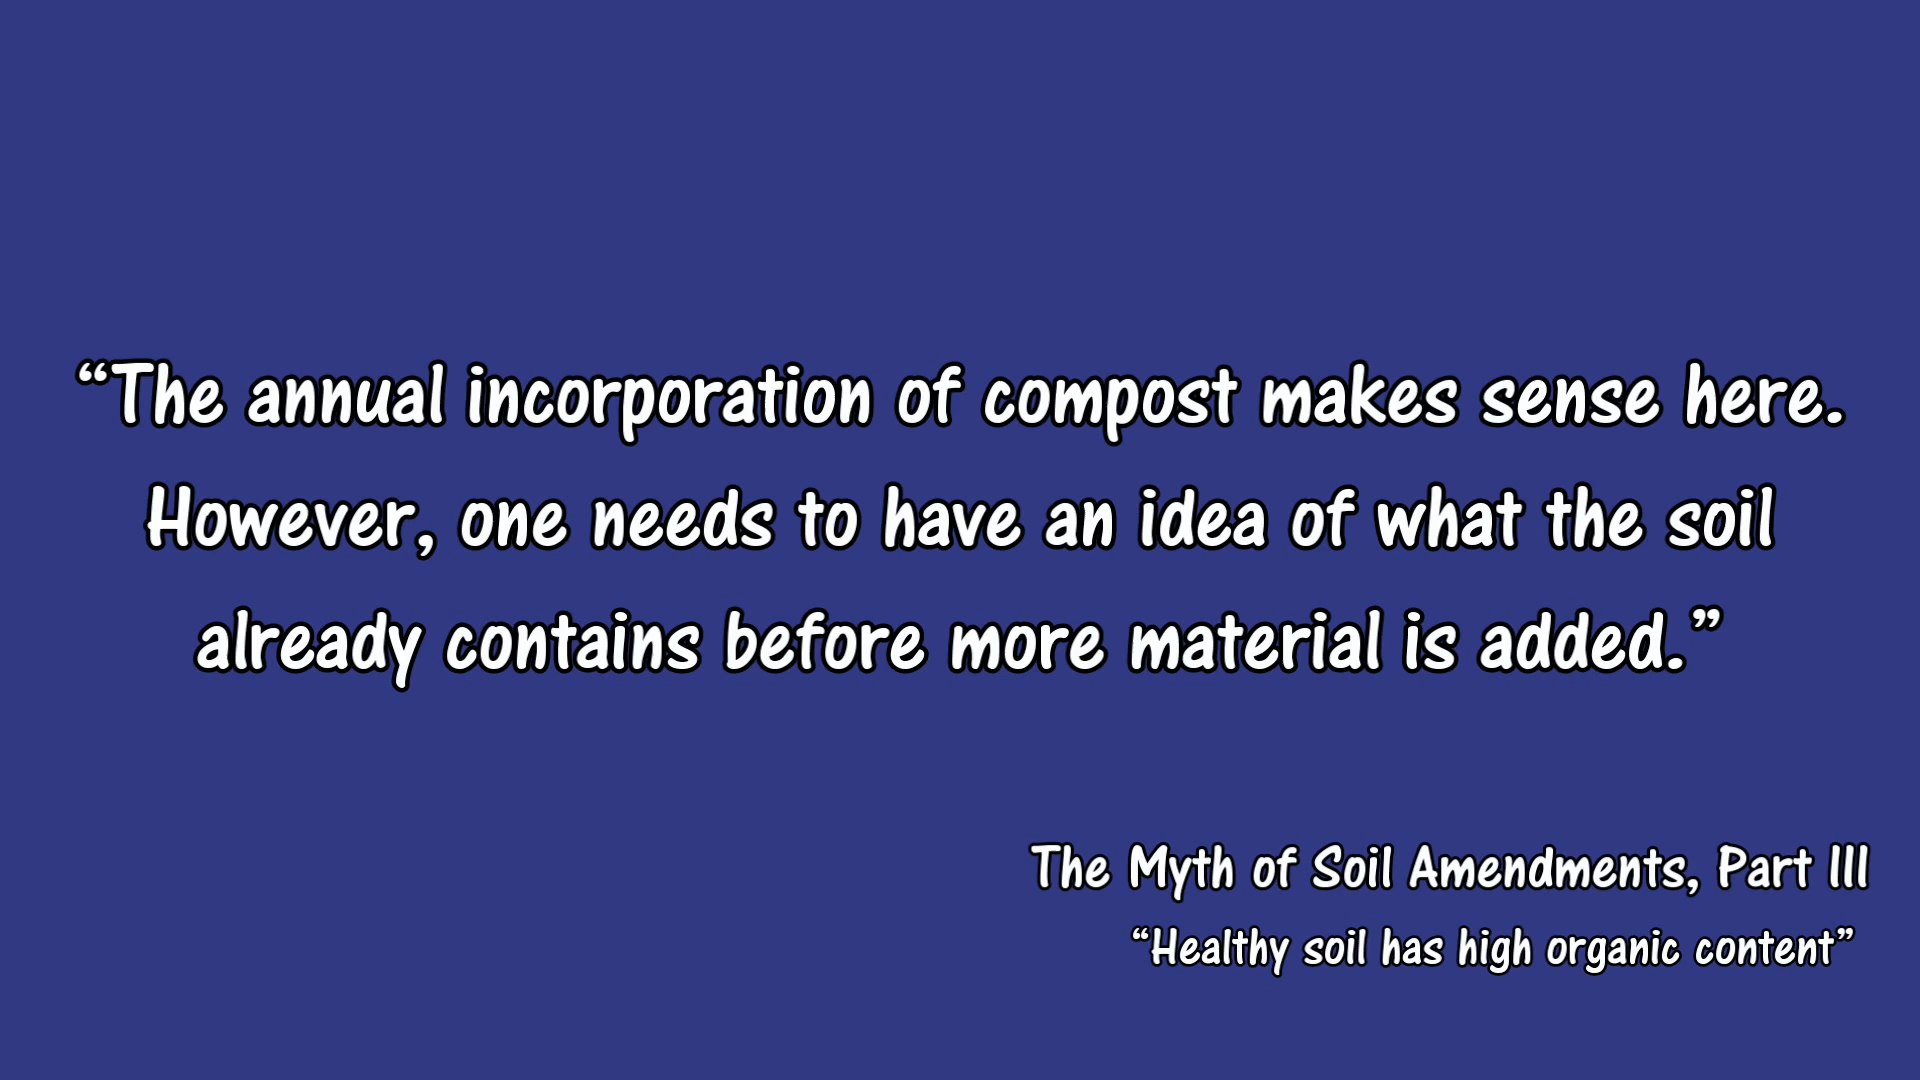 “The annual incorporation of compost makes sense here.
However, one needs to have an idea of what the soil
already contains before more material is added.”
The Myth of Soil Amendments, Part III
“Healthy soil has high organic content”